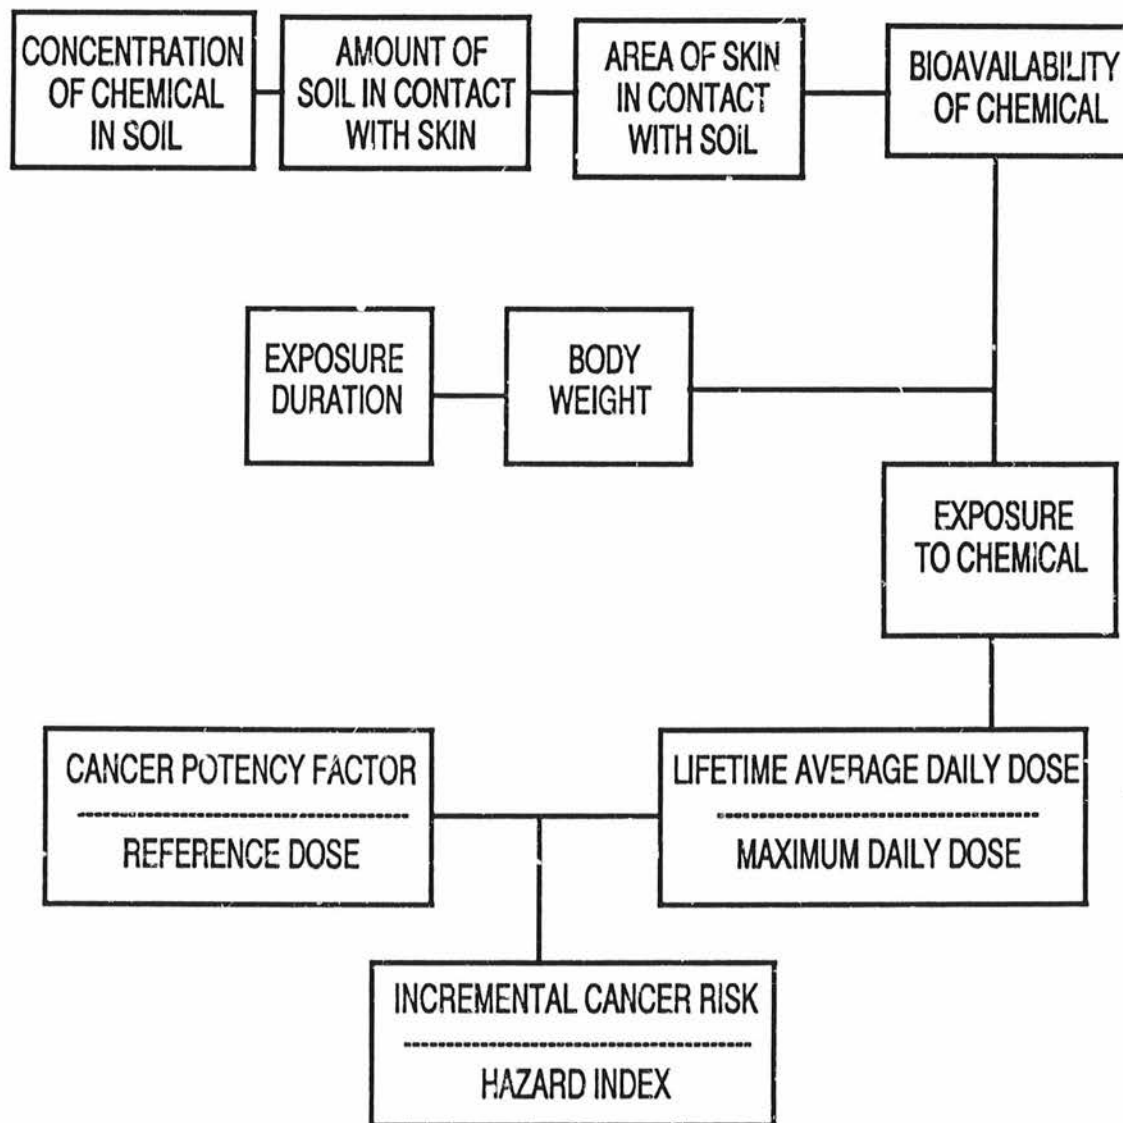 CONCENTRATION
OF CHEMICAL
IN SOIL
AMOUNT OF
SOIL IN CONTACT
WITH SKIN
AREA OF SKIN
IN CONTACT
WITH SOIL
BIOAVAILABILITY
OF CHEMICAL
EXPOSURE
DURATION
BODY
WEIGHT
EXPOSURE
TO CHEMICAL
CANCER POTENCY FACTOR
REFERENCE DOSE
LIFETIME AVERAGE DAILY DOSE
MAXIMUM DAILY DOSE
INCREMENTAL CANCER RISK
HAZARD INDEX